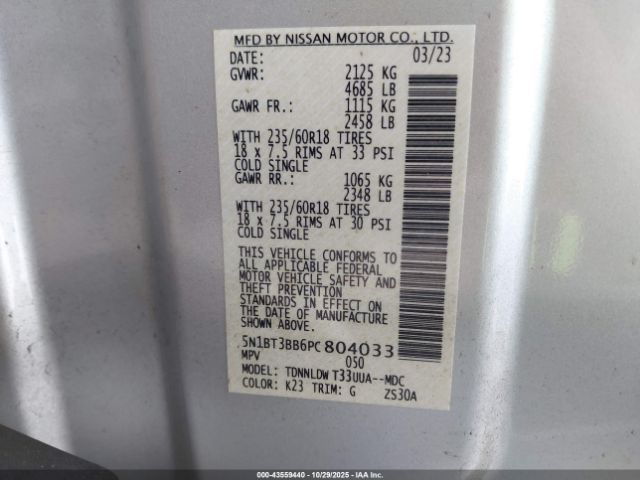 MFD BY NISSAN MOTOR CO., LTD.
DATE: 03/23
GVWR: 2125 KG
4685 LB
GAWR FR.: 1115 KG
2458 LB
WITH 235/60R18 TIRES
18 x 7.5 RIMS AT 33 PSI
COLD SINGLE
GAWR RR.: 1065 KG
2348 LB
WITH 235/60R18 TIRES
18 x 7.5 RIMS AT 30 PSI
COLD SINGLE
THIS VEHICLE CONFORMS TO
ALL APPLICABLE FEDERAL
MOTOR VEHICLE SAFETY AND
THEFT PREVENTION
STANDARDS IN EFFECT ON
THE DATE OF MANUFACTURE
SHOWN ABOVE.
5N1BT3BB6PC804033
MPV 050
MODEL: TDNNLDW T33UUA--MDC
COLOR: K23 TRIM: G ZS30A
000-43559440 - 10/29/2025 - IAAI.COM